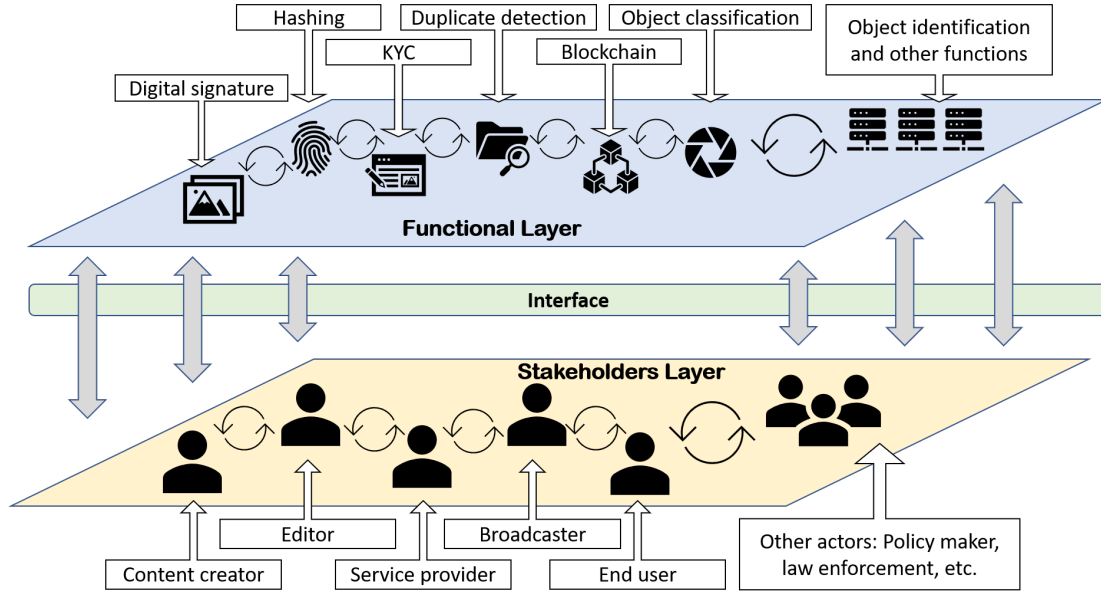 Hashing
Duplicate detection
Object classification
Object identification
and other functions
KYC
Blockchain
Digital signature
Functional Layer
Interface
Stakeholders Layer
Editor
Broadcaster
Content creator
Service provider
End user
Other actors: Policy maker,
law enforcement, etc.